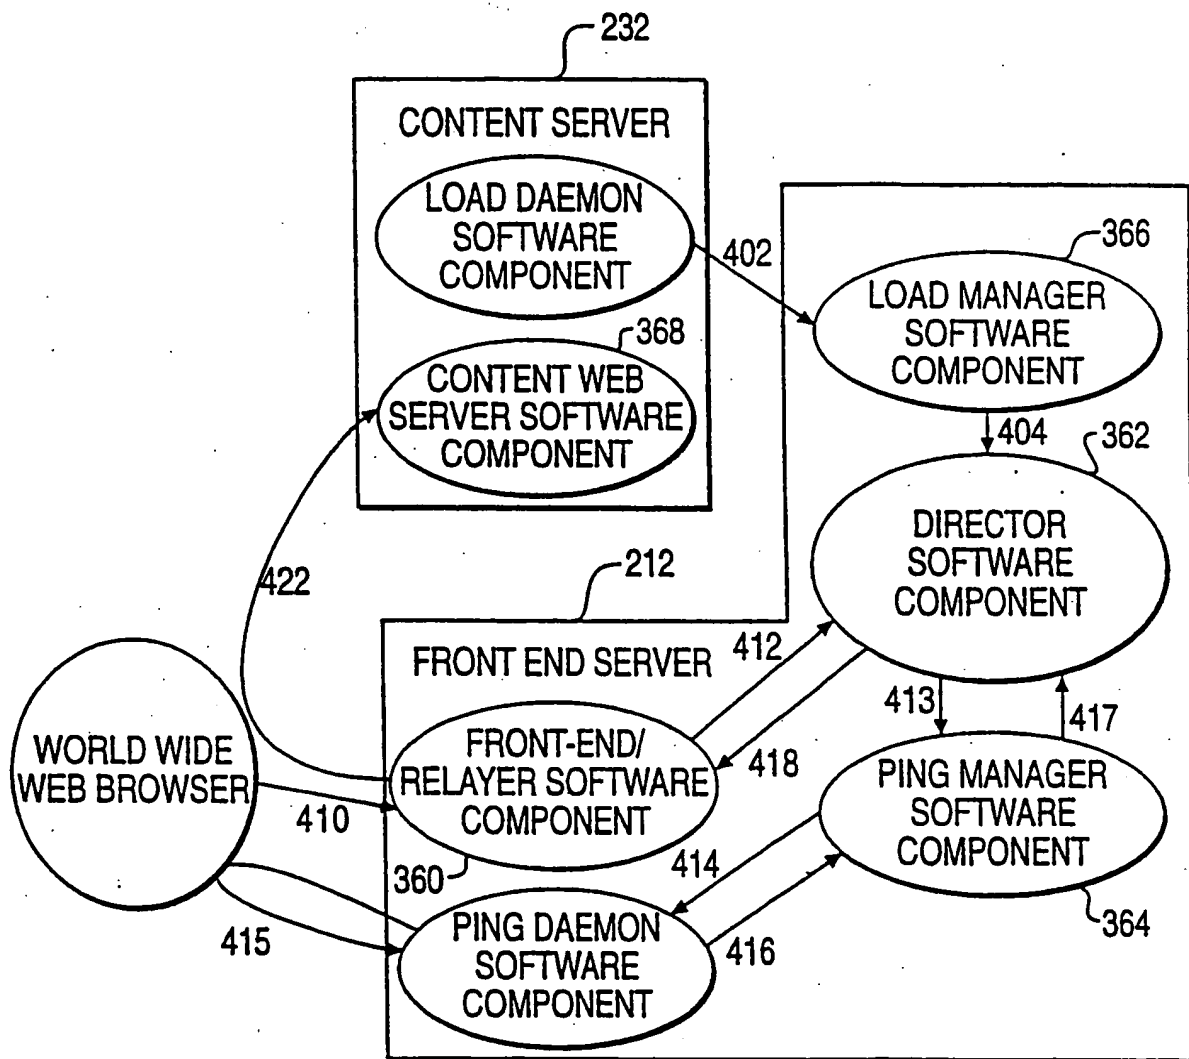 232
CONTENT SERVER
LOAD DAEMON
SOFTWARE
COMPONENT
402
366
LOAD MANAGER
SOFTWARE
COMPONENT
368
CONTENT WEB
SERVER SOFTWARE
COMPONENT
404
362
DIRECTOR
SOFTWARE
COMPONENT
422
212
FRONT END SERVER
412
413
417
WORLD WIDE
WEB BROWSER
FRONT-END/
RELAYER SOFTWARE
COMPONENT
418
PING MANAGER
SOFTWARE
COMPONENT
410
360
414
364
415
PING DAEMON
SOFTWARE
COMPONENT
416